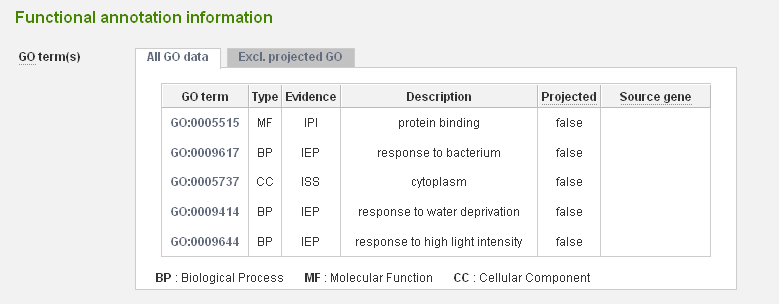 Functional annotation information
GO term(s)
All GO data Excl. projected GO
GO term Type Evidence Description Projected Source gene
GO:0005515 MF IPI protein binding false
GO:0009617 BP IEP response to bacterium false
GO:0005737 CC ISS cytoplasm false
GO:0009414 BP IEP response to water deprivation false
GO:0009644 BP IEP response to high light intensity false
BP : Biological Process MF : Molecular Function CC : Cellular Component